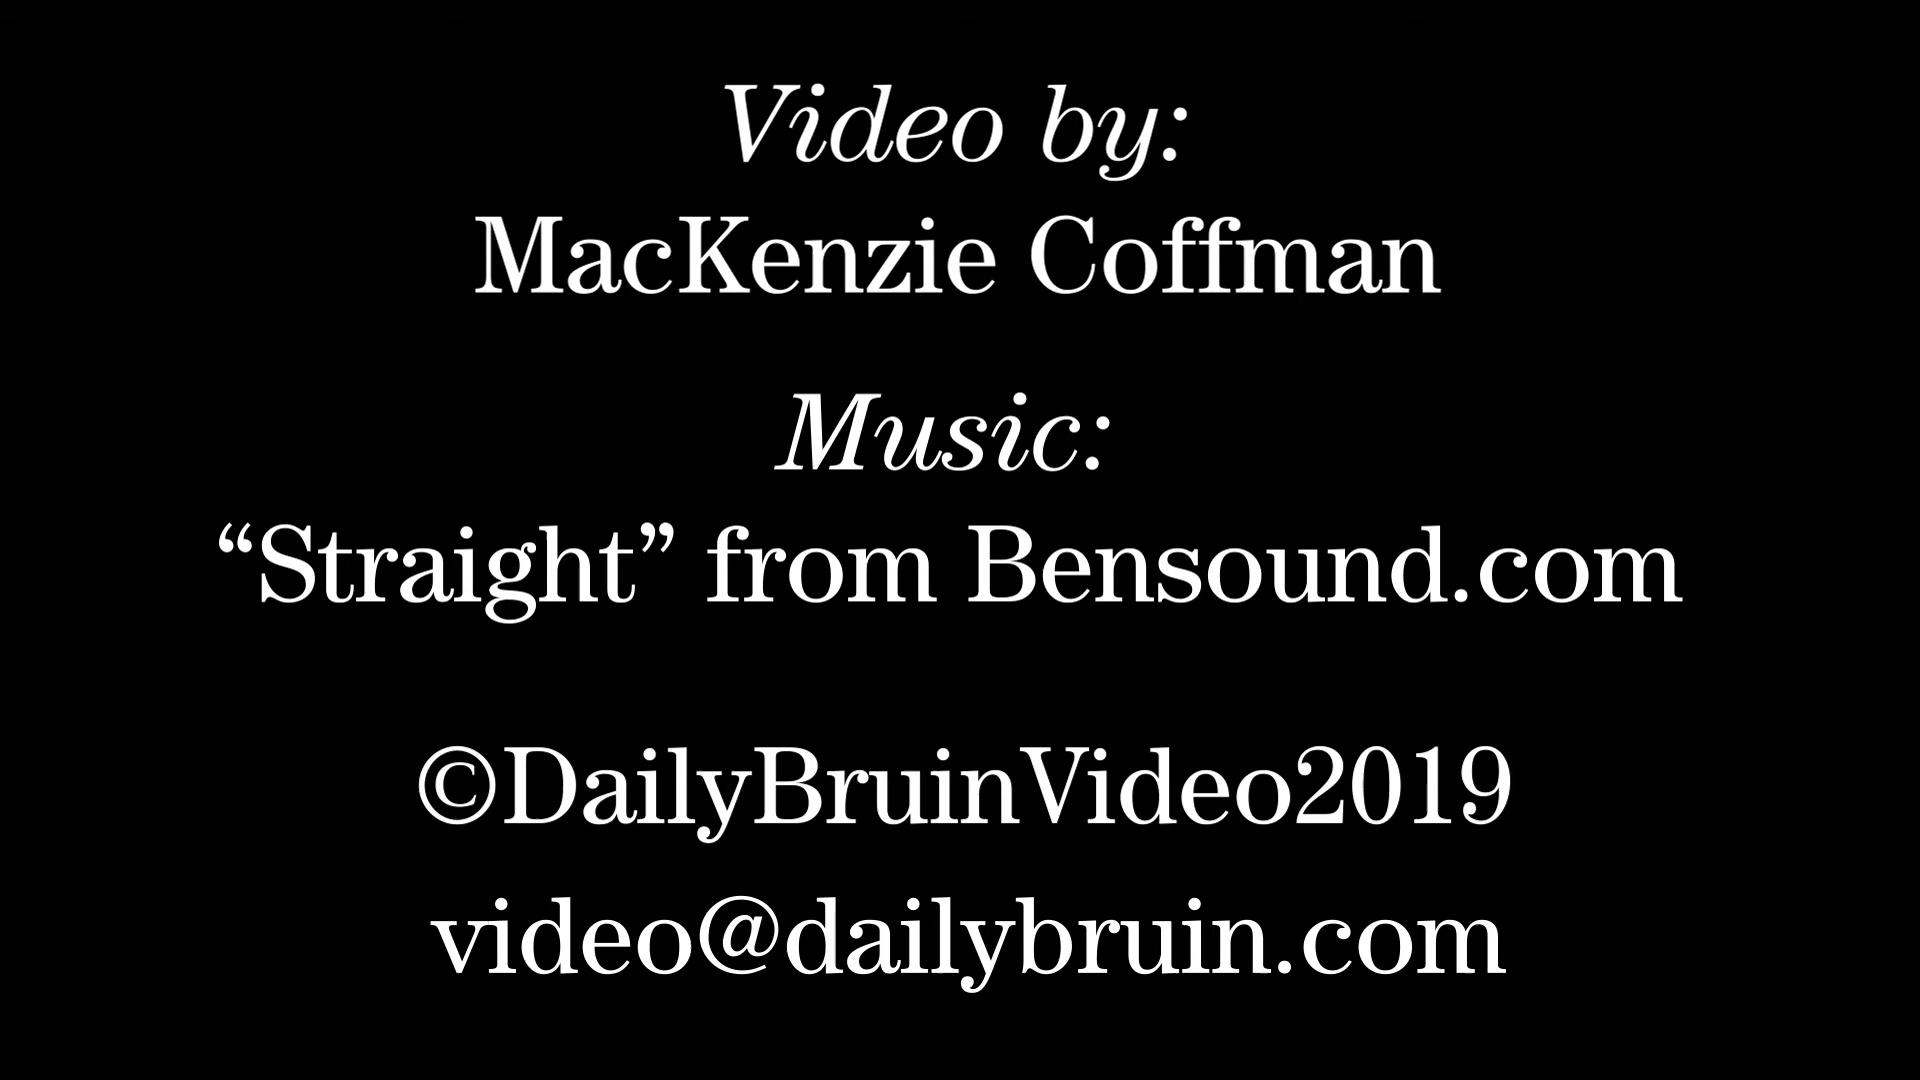 Video by:
MacKenzie Coffman
Music:
“Straight” from Bensound.com
©DailyBruinVideo2019
video@dailybruin.com